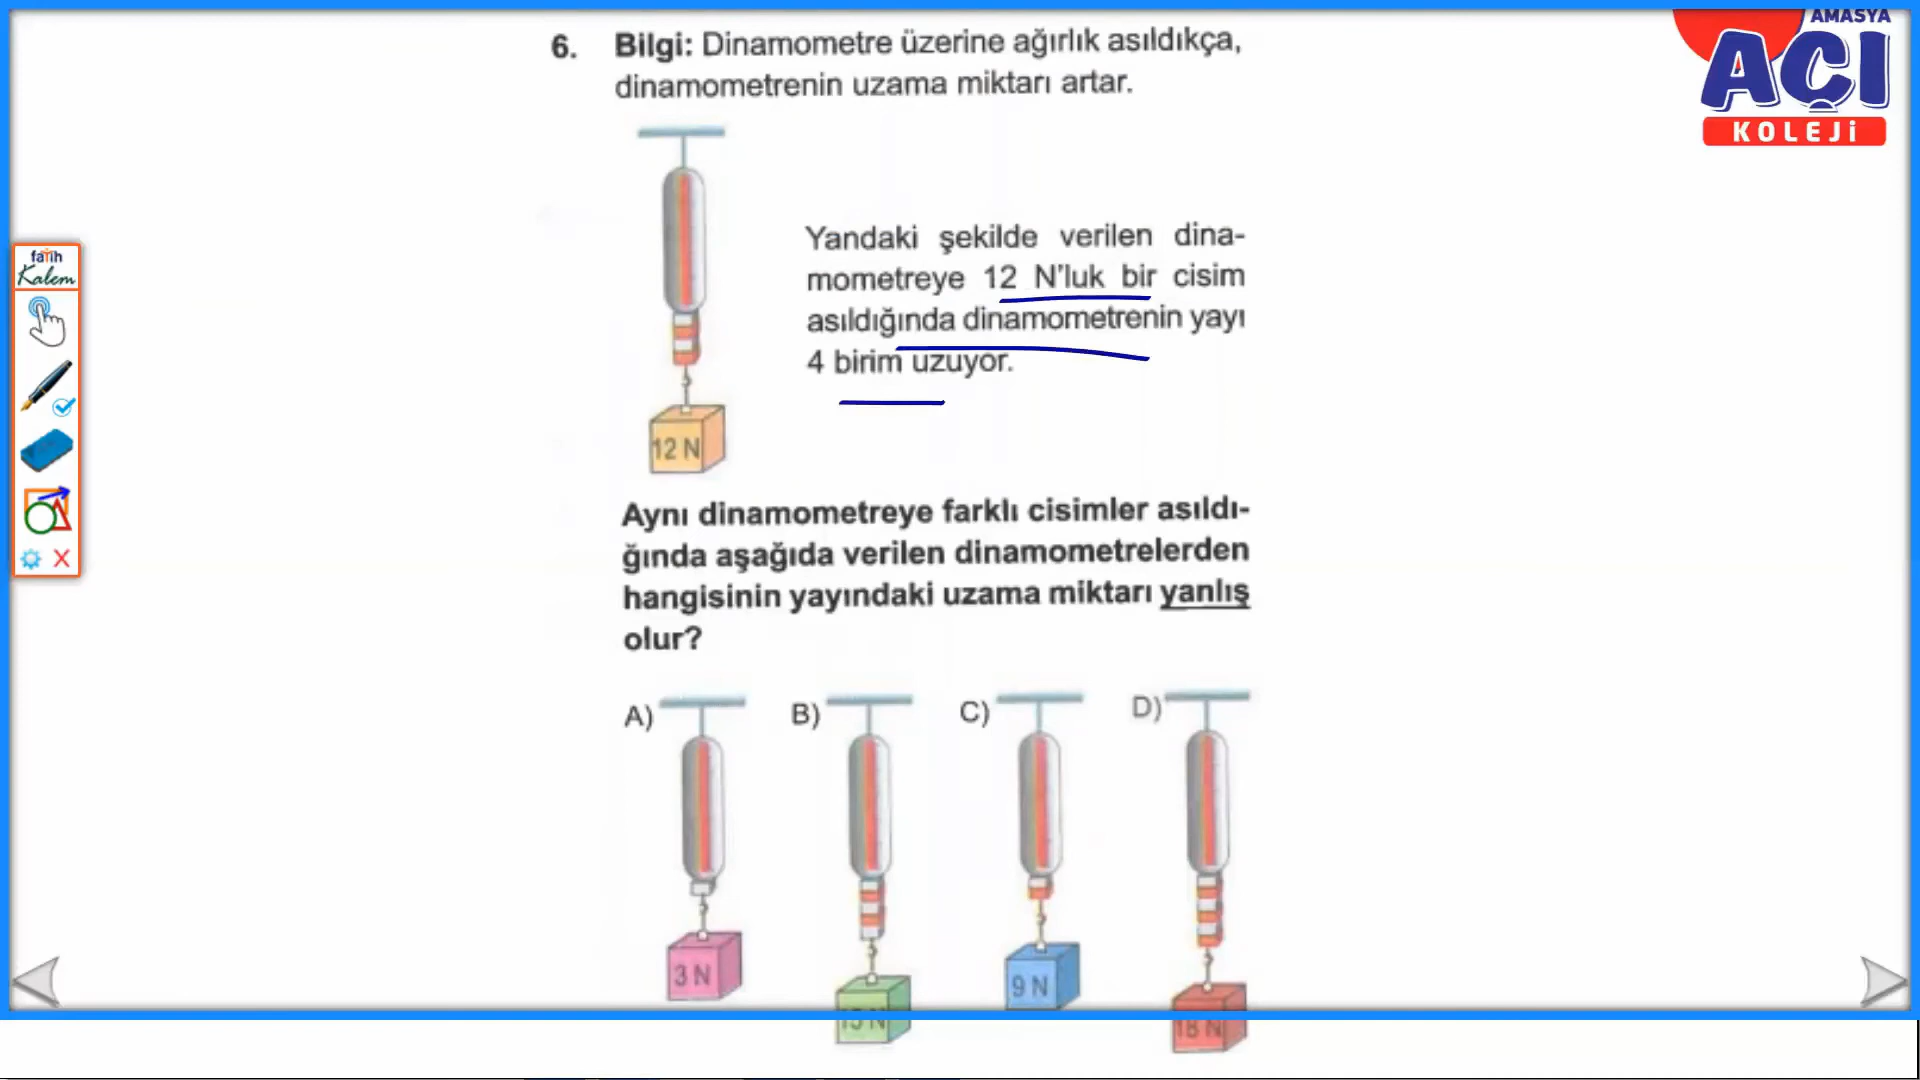 AMASYA
AÇI
KOLEJİ
fatih
Kalem
6. Bilgi: Dinamometre üzerine ağırlık asıldıkça,
dinamometrenin uzama miktarı artar.
Yandaki şekilde verilen dina-
mometreye 12 N'luk bir cisim
asıldığında dinamometrenin yayı
4 birim uzuyor.
12 N
Aynı dinamometreye farklı cisimler asıldı-
ğında aşağıda verilen dinamometrelerden
hangisinin yayındaki uzama miktarı yanlış
olur?
A) B) C) D)
3 N
15 N
9 N
18 N